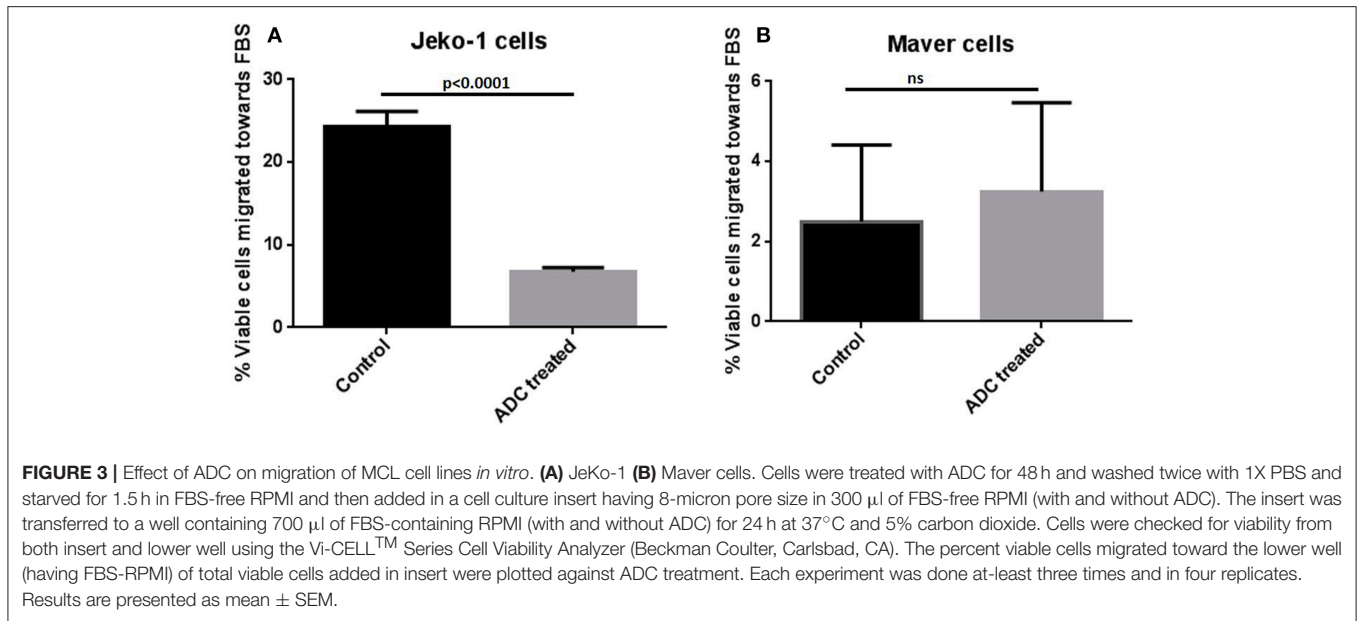 A
Jeko-1 cells
% Viable cells migrated towards FBS
30
20
10
0
p<0.0001
Control
ADC treated
B
Maver cells
% Viable cells migrated towards FBS
6
4
2
0
ns
Control
ADC treated
FIGURE 3 | Effect of ADC on migration of MCL cell lines in vitro. (A) JeKo-1 (B) Maver cells. Cells were treated with ADC for 48 h and washed twice with 1X PBS and
starved for 1.5 h in FBS-free RPMI and then added in a cell culture insert having 8-micron pore size in 300 μl of FBS-free RPMI (with and without ADC). The insert was
transferred to a well containing 700 μl of FBS-containing RPMI (with and without ADC) for 24 h at 37°C and 5% carbon dioxide. Cells were checked for viability from
both insert and lower well using the Vi-CELL™ Series Cell Viability Analyzer (Beckman Coulter, Carlsbad, CA). The percent viable cells migrated toward the lower well
(having FBS-RPMI) of total viable cells added in insert were plotted against ADC treatment. Each experiment was done at-least three times and in four replicates.
Results are presented as mean ± SEM.